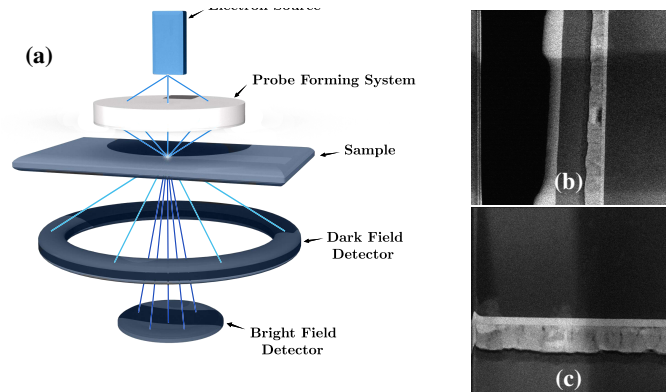 Electron Source
(a)
Probe Forming System
Sample
Dark Field
Detector
Bright Field
Detector
(b)
(c)